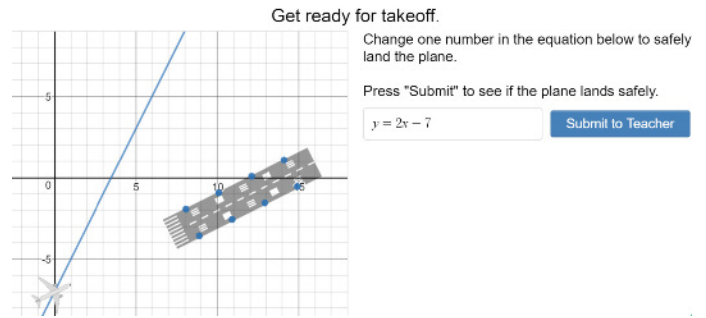 Get ready for takeoff.
Change one number in the equation below to safely
land the plane.
Press "Submit" to see if the plane lands safely.
y = 2x − 7
Submit to Teacher
5
0
5
10
15
-5